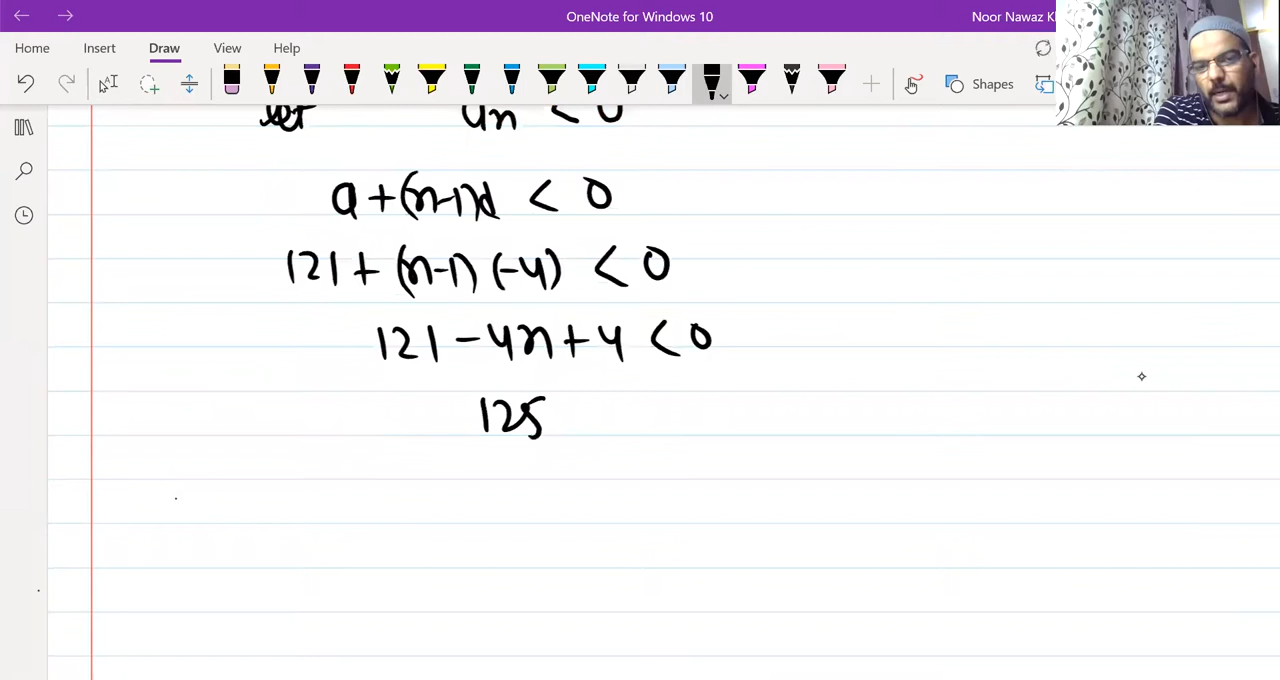 OneNote for Windows 10
Noor Nawaz Kh
Home Insert Draw View Help
Shapes
let an < 0
a + (n-1)d < 0
121 + (n-1) (-4) < 0
121 - 4n + 4 < 0
125